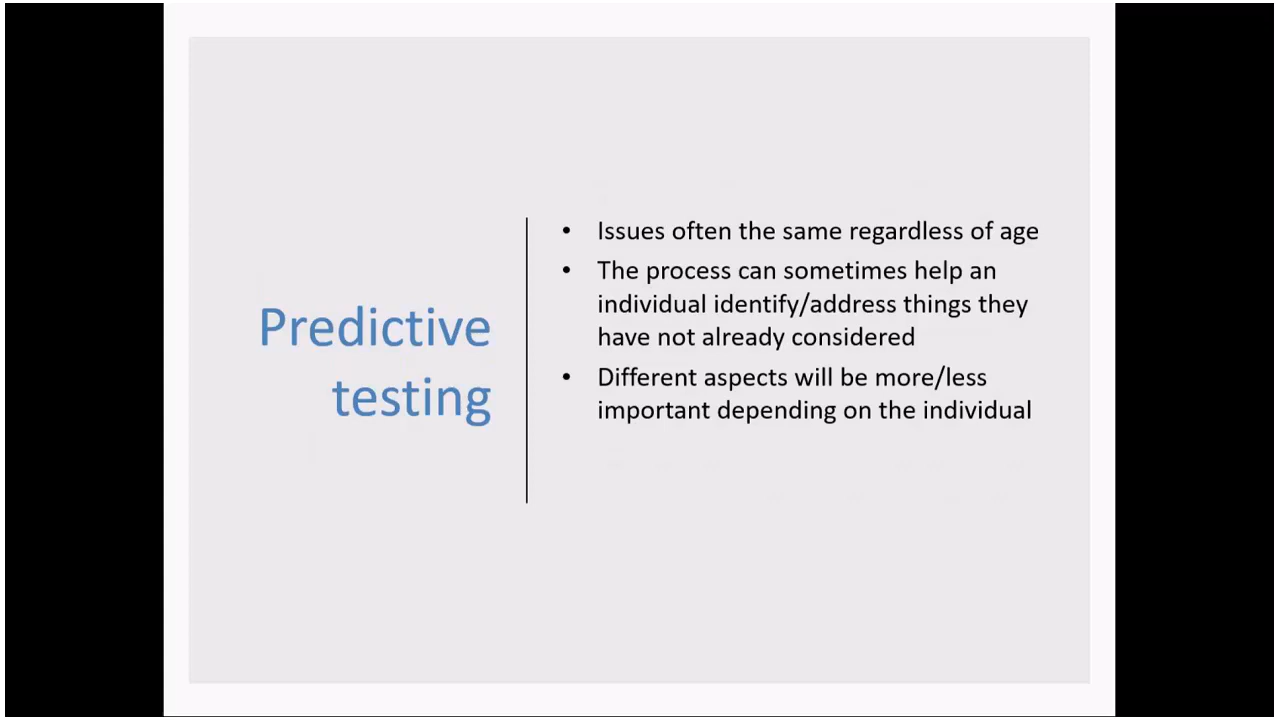 Predictive
testing
• Issues often the same regardless of age
• The process can sometimes help an
individual identify/address things they
have not already considered
• Different aspects will be more/less
important depending on the individual